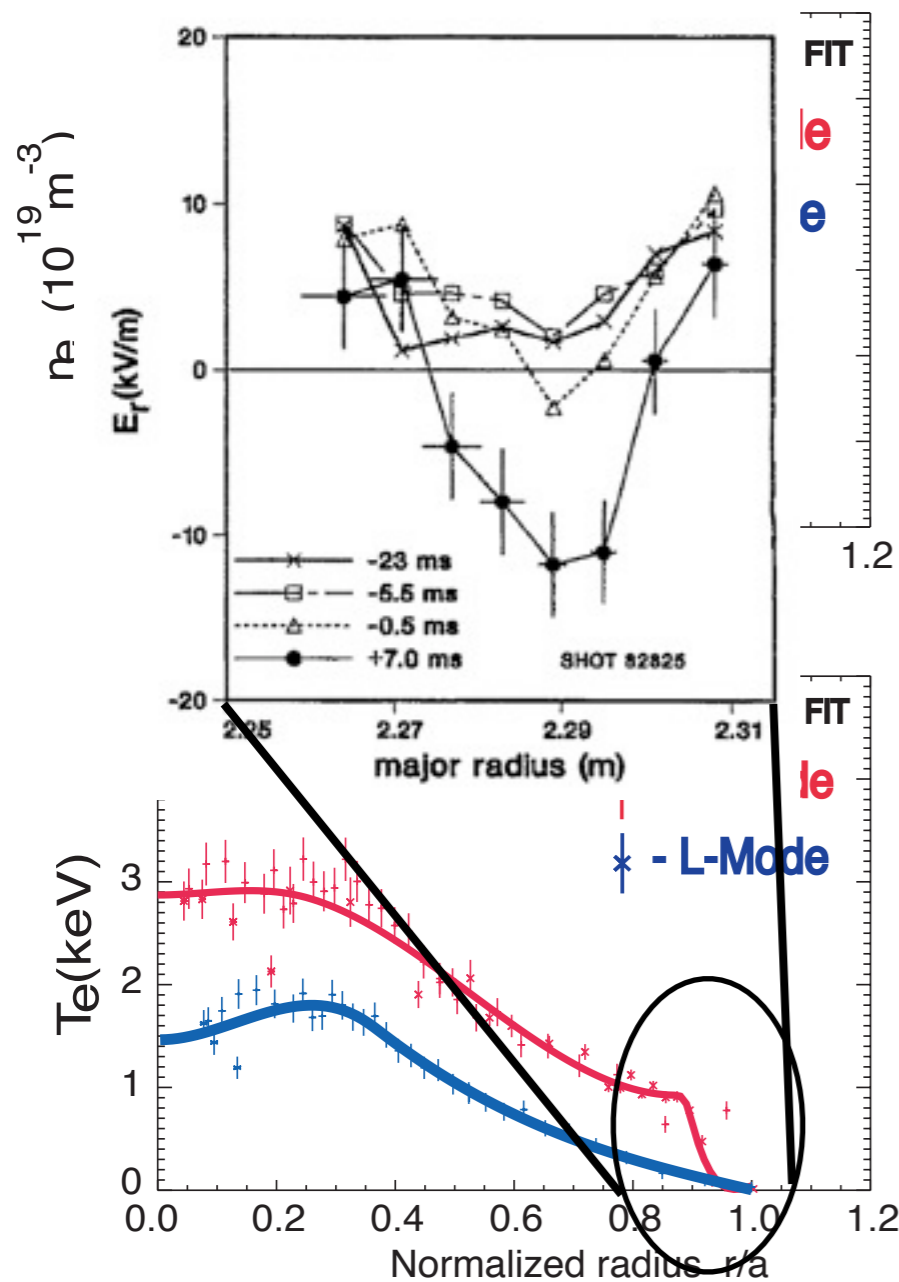 20
FIT
e
nₑ (10¹⁹ m⁻³)
10
e
Eᵣ(kV/m)
0
-10
-23 ms
1.2
-5.5 ms
-0.5 ms
+7.0 ms
SHOT 82825
-20
2.25
2.27
2.29
2.31
FIT
major radius (m)
de
- L-Mode
Te(keV)
3
2
1
0
0.0
0.2
0.4
0.6
0.8
1.0
1.2
Normalized radius r/a